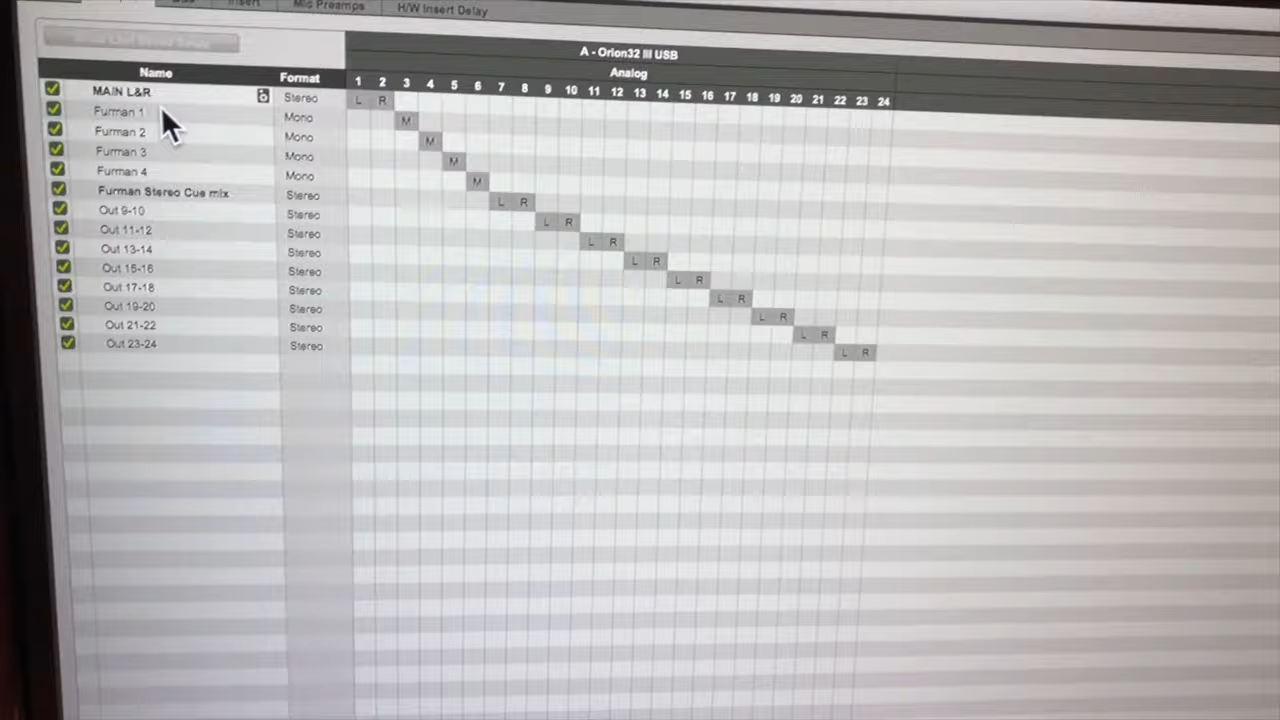 Insert Mic Preamps H/W Insert Delay
A - Orion32 III USB
Analog
Name Format 1 2 3 4 5 6 7 8 9 10 11 12 13 14 15 16 17 18 19 20 21 22 23 24
MAIN L&R Stereo L R
Furman 1 Mono M
Furman 2 Mono M
Furman 3 Mono M
Furman 4 Mono M
Furman Stereo Cue mix Stereo L R
Out 9-10 Stereo L R
Out 11-12 Stereo L R
Out 13-14 Stereo L R
Out 15-16 Stereo L R
Out 17-18 Stereo L R
Out 19-20 Stereo L R
Out 21-22 Stereo L R
Out 23-24 Stereo L R